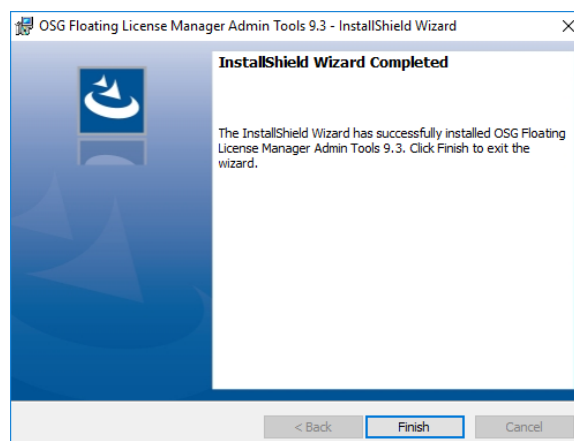 OSG Floating License Manager Admin Tools 9.3 - InstallShield Wizard
InstallShield Wizard Completed
The InstallShield Wizard has successfully installed OSG Floating
License Manager Admin Tools 9.3. Click Finish to exit the
wizard.
< Back
Finish
Cancel